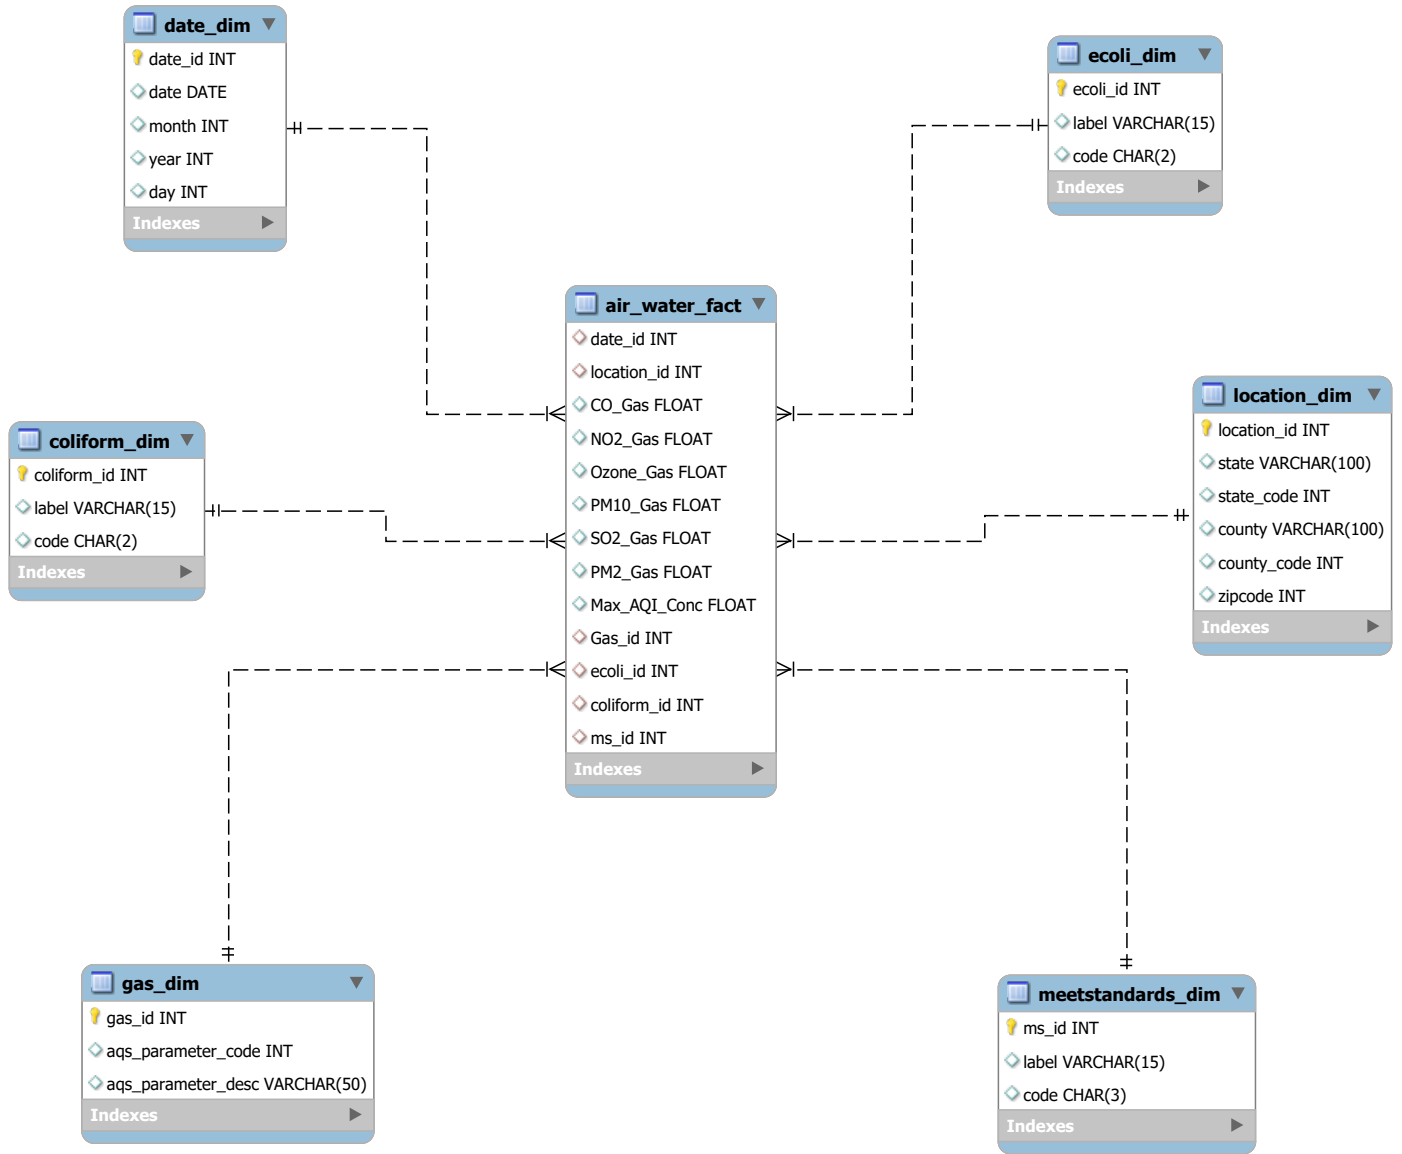 date_dim
date_id INT
date DATE
month INT
year INT
day INT
Indexes
ecoli_dim
ecoli_id INT
label VARCHAR(15)
code CHAR(2)
Indexes
air_water_fact
date_id INT
location_id INT
CO_Gas FLOAT
NO2_Gas FLOAT
Ozone_Gas FLOAT
PM10_Gas FLOAT
SO2_Gas FLOAT
PM2_Gas FLOAT
Max_AQI_Conc FLOAT
Gas_id INT
ecoli_id INT
coliform_id INT
ms_id INT
Indexes
location_dim
location_id INT
state VARCHAR(100)
state_code INT
county VARCHAR(100)
county_code INT
zipcode INT
Indexes
coliform_dim
coliform_id INT
label VARCHAR(15)
code CHAR(2)
Indexes
gas_dim
gas_id INT
aqs_parameter_code INT
aqs_parameter_desc VARCHAR(50)
Indexes
meetstandards_dim
ms_id INT
label VARCHAR(15)
code CHAR(3)
Indexes